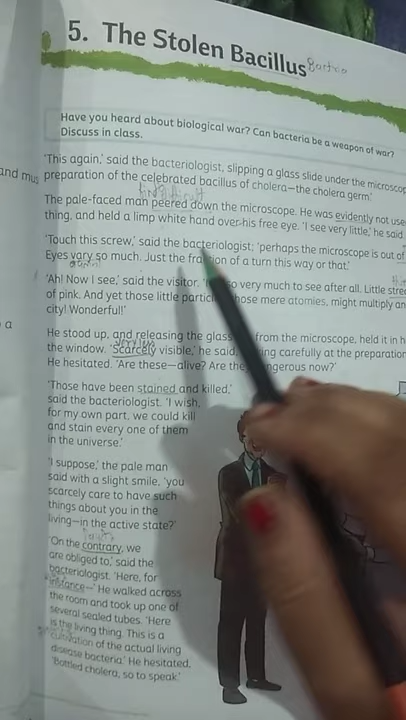 5. The Stolen Bacillus
Have you heard about biological war? Can bacteria be a weapon of war?
Discuss in class.
'This again,' said the bacteriologist, slipping a glass slide under the microscop
and mus
preparation of the celebrated bacillus of cholera—the cholera germ.'
The pale-faced man peered down the microscope. He was evidently not use
thing, and held a limp white hand over his free eye. 'I see very little,' he said
'Touch this screw,' said the bacteriologist; 'perhaps the microscope is out of
Eyes vary so much. Just the fraction of a turn this way or that.'
'Ah! Now I see,' said the visitor. so very much to see after all. Little stre
of pink. And yet those little partic hose mere atomies, might multiply an
city! Wonderful!'
a
He stood up, and releasing the glass from the microscope, held it in h
the window. 'Scarcely visible,' he said, ing carefully at the preparation
He hesitated. 'Are these—alive? Are the ngerous now?'
'Those have been stained and killed,'
said the bacteriologist. 'I wish,
for my own part, we could kill
and stain every one of them
in the universe.'
'I suppose,' the pale man
said with a slight smile, 'you
scarcely care to have such
things about you in the
living—in the active state?'
'On the contrary, we
are obliged to,' said the
bacteriologist. 'Here, for
instance—' He walked across
the room and took up one of
several sealed tubes. 'Here
is the living thing. This is a
cultivation of the actual living
disease bacteria.' He hesitated.
'Bottled cholera, so to speak.'